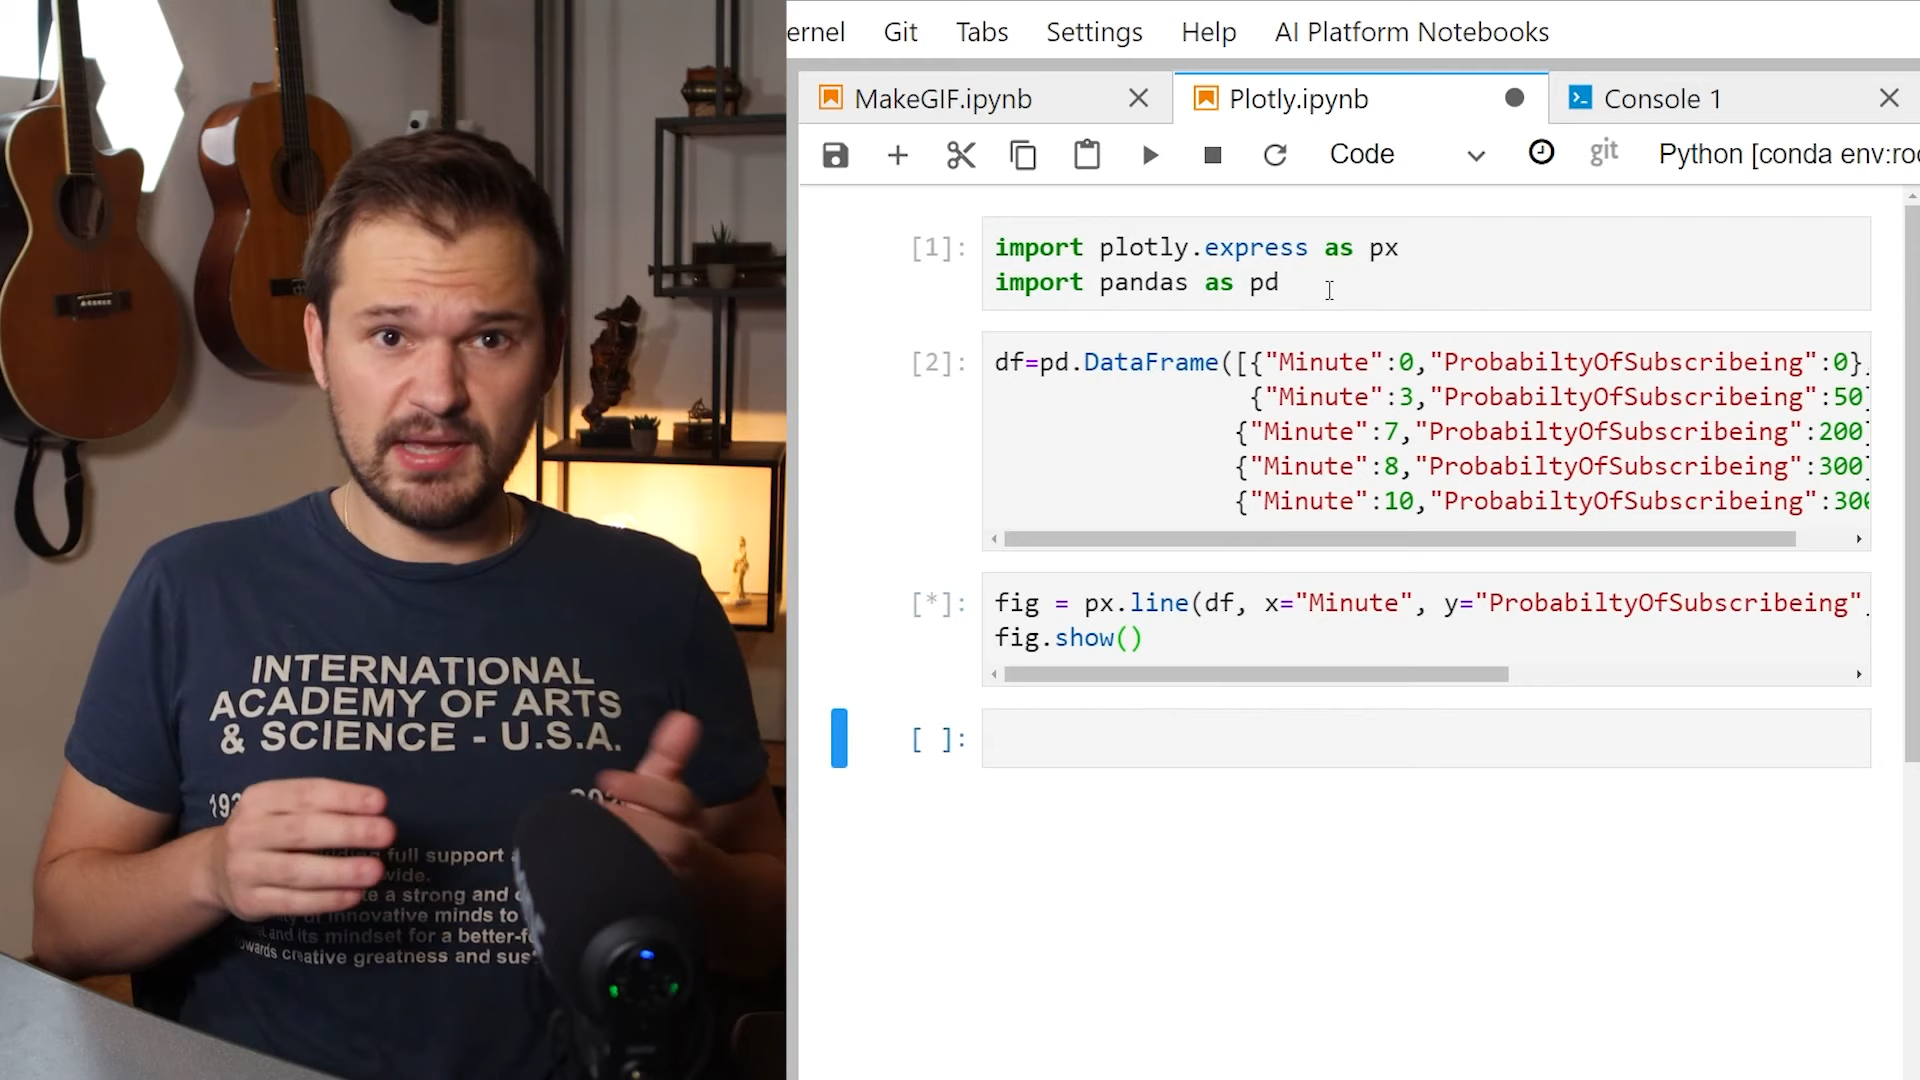 ernel Git Tabs Settings Help AI Platform Notebooks
MakeGIF.ipynb Plotly.ipynb Console 1
Code git Python [conda env:roo
[1]: import plotly.express as px
import pandas as pd
[2]: df=pd.DataFrame([{"Minute":0,"ProbabiltyOfSubscribeing":0},
{"Minute":3,"ProbabiltyOfSubscribeing":50}
{"Minute":7,"ProbabiltyOfSubscribeing":200}
{"Minute":8,"ProbabiltyOfSubscribeing":300}
{"Minute":10,"ProbabiltyOfSubscribeing":300
[*]: fig = px.line(df, x="Minute", y="ProbabiltyOfSubscribeing",
fig.show()
[ ]:
INTERNATIONAL
ACADEMY OF ARTS
& SCIENCE - U.S.A.
full support
wide.
a strong and
innovative minds to
and its mindset for a better-f
towards creative greatness and sus